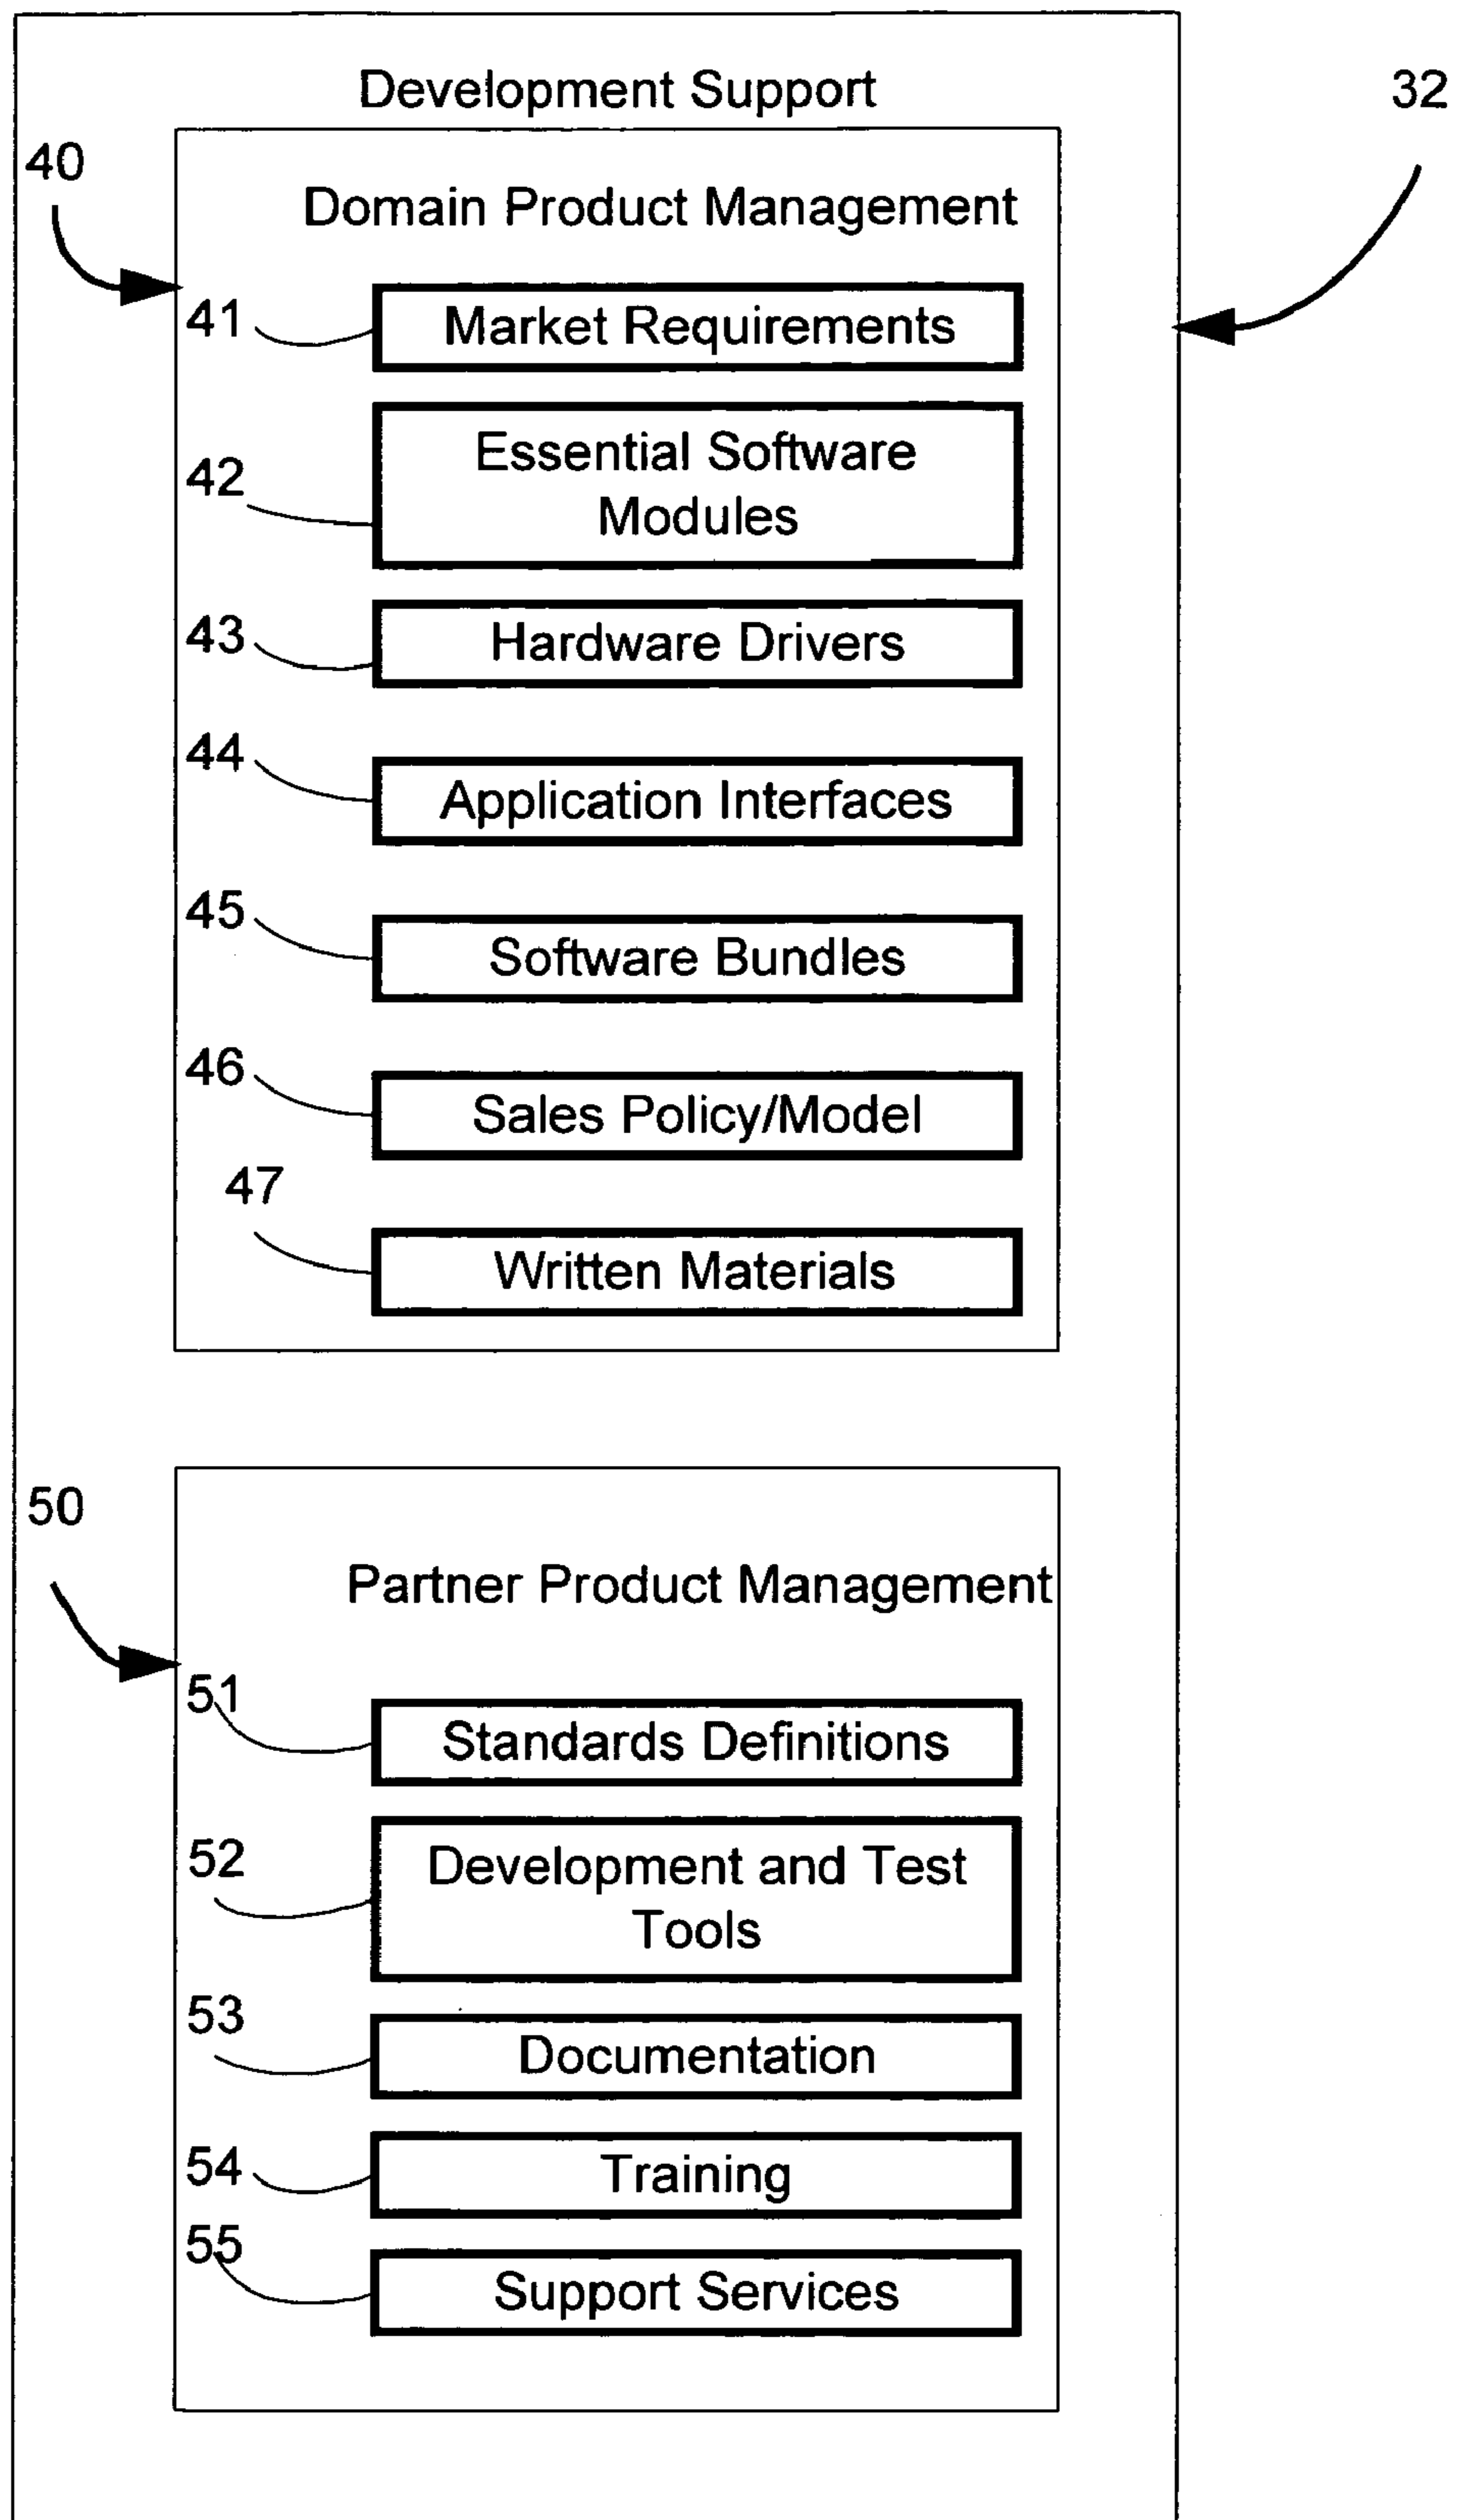 Development Support
32
40
Domain Product Management
41
Market Requirements
42
Essential Software
Modules
43
Hardware Drivers
44
Application Interfaces
45
Software Bundles
46
Sales Policy/Model
47
Written Materials
50
Partner Product Management
51
Standards Definitions
52
Development and Test
Tools
53
Documentation
54
Training
55
Support Services